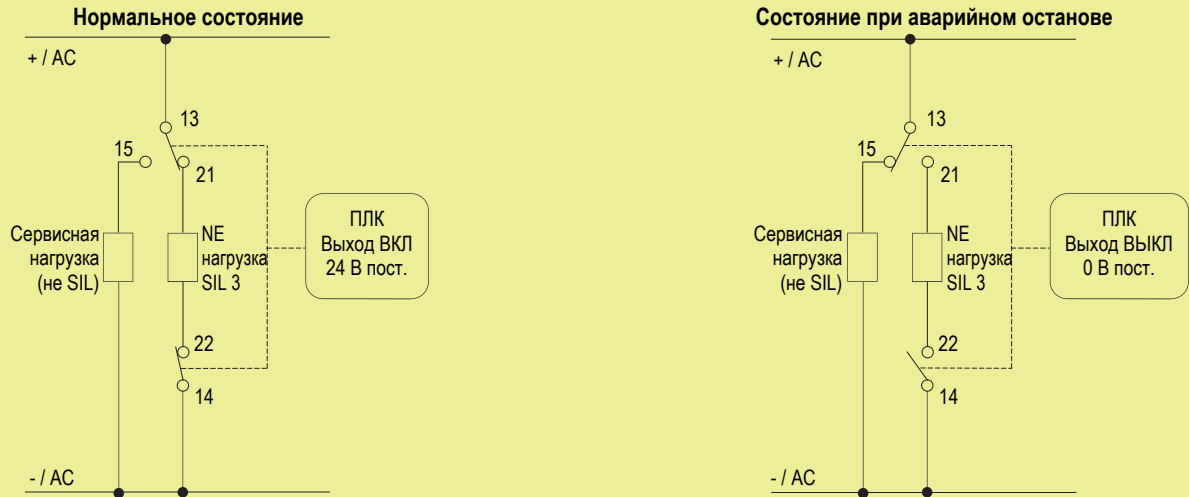 Нормальное состояние
+ / AC
13
15
21
Сервисная
нагрузка
(не SIL)
NE
нагрузка
SIL 3
ПЛК
Выход ВКЛ
24 В пост.
22
14
- / AC
Состояние при аварийном останове
+ / AC
13
15
21
Сервисная
нагрузка
(не SIL)
NE
нагрузка
SIL 3
ПЛК
Выход ВЫКЛ
0 В пост.
22
14
- / AC